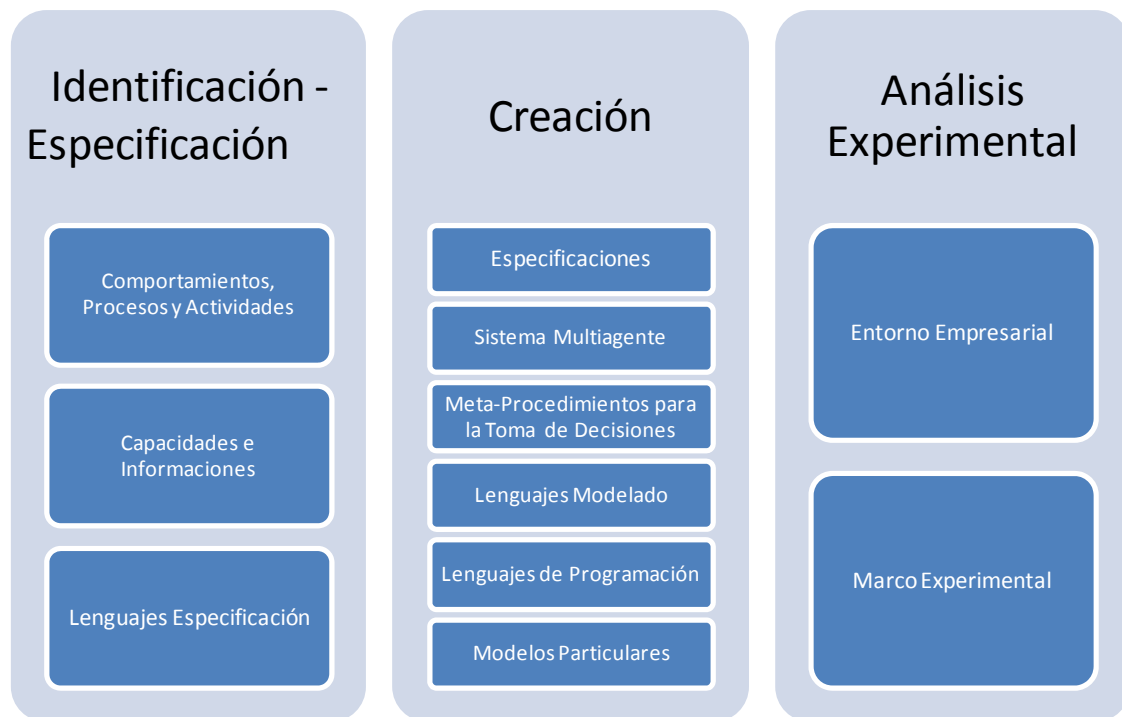 Identificación -
Especificación
Comportamientos,
Procesos y Actividades
Capacidades e
Informaciones
Lenguajes Especificación
Creación
Especificaciones
Sistema Multiagente
Meta-Procedimientos para
la Toma de Decisiones
Lenguajes Modelado
Lenguajes de Programación
Modelos Particulares
Análisis
Experimental
Entorno Empresarial
Marco Experimental